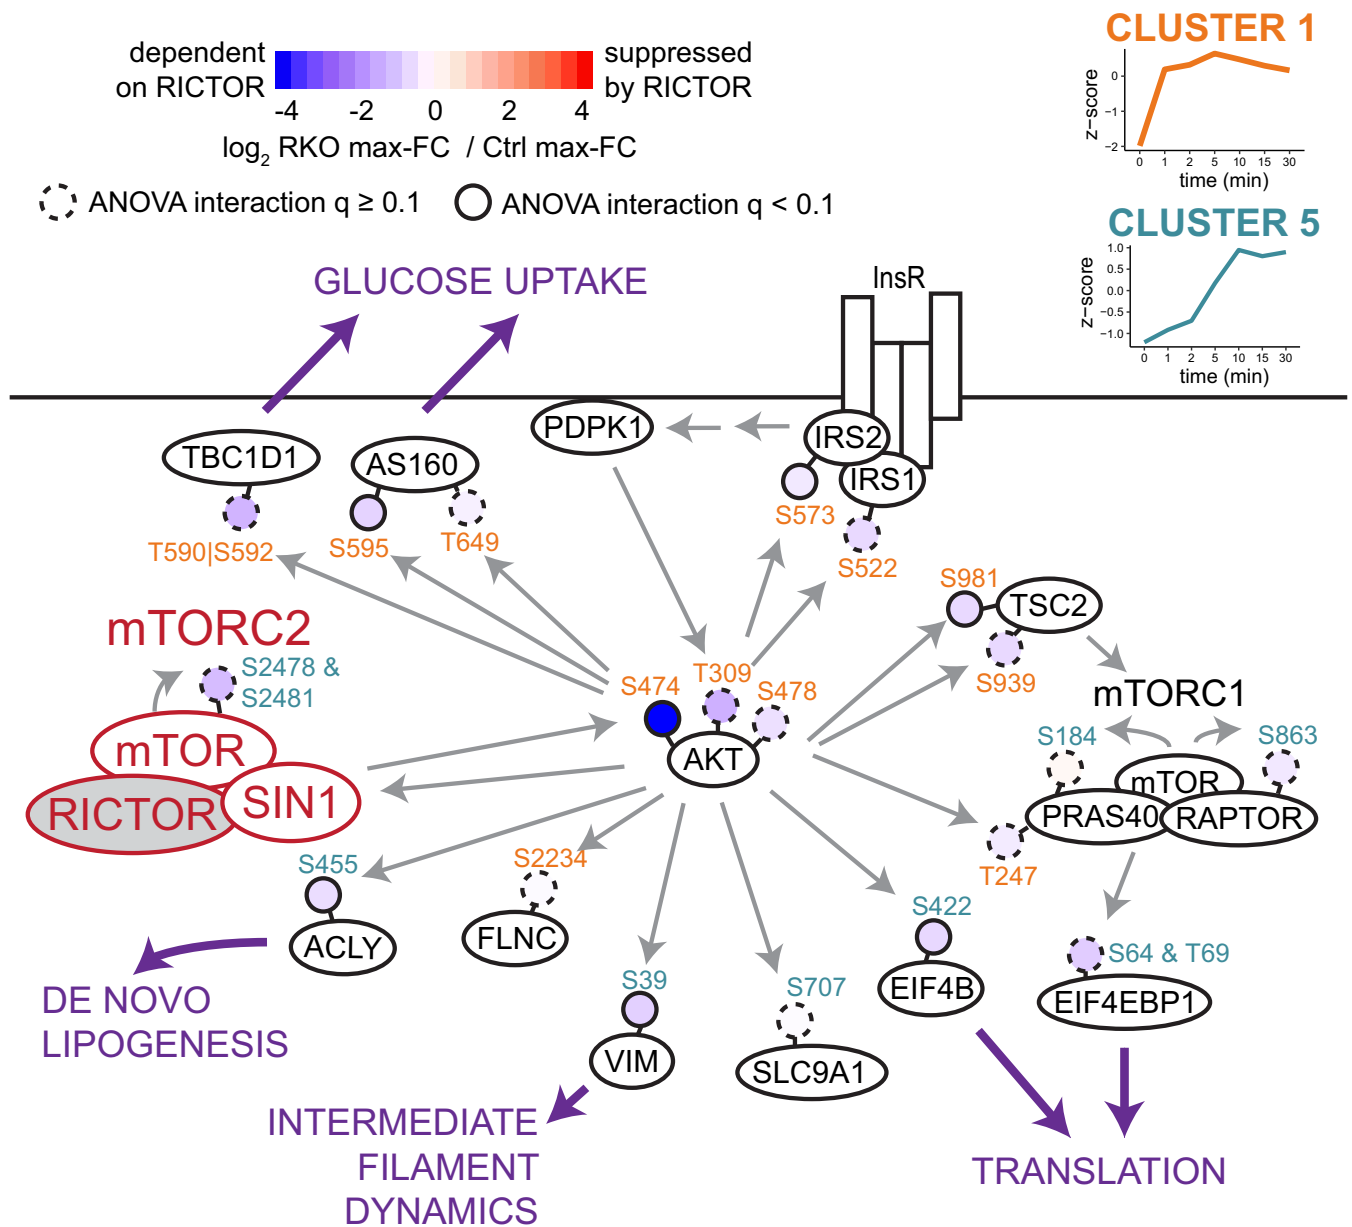 dependent
on RICTOR
suppressed
by RICTOR
-4 -2 0 2 4
log2 RKO max-FC / Ctrl max-FC
ANOVA interaction q ≥ 0.1
ANOVA interaction q < 0.1
CLUSTER 1
z-score
0
−1
−2
0 1 2 5 10 15 30
time (min)
CLUSTER 5
z-score
1.0
0.5
0.0
−0.5
−1.0
0 1 2 5 10 15 30
time (min)
GLUCOSE UPTAKE
InsR
TBC1D1
AS160
PDPK1
IRS2
IRS1
T590|S592
S595
T649
S573
S522
S981
TSC2
S939
mTORC2
S2478 &
S2481
mTOR
RICTOR
SIN1
S474
T309
S478
AKT
mTORC1
S184
S863
mTOR
PRAS40
RAPTOR
T247
S455
ACLY
S2234
FLNC
S39
VIM
S707
SLC9A1
S422
EIF4B
S64 & T69
EIF4EBP1
DE NOVO
LIPOGENESIS
INTERMEDIATE
FILAMENT
DYNAMICS
TRANSLATION